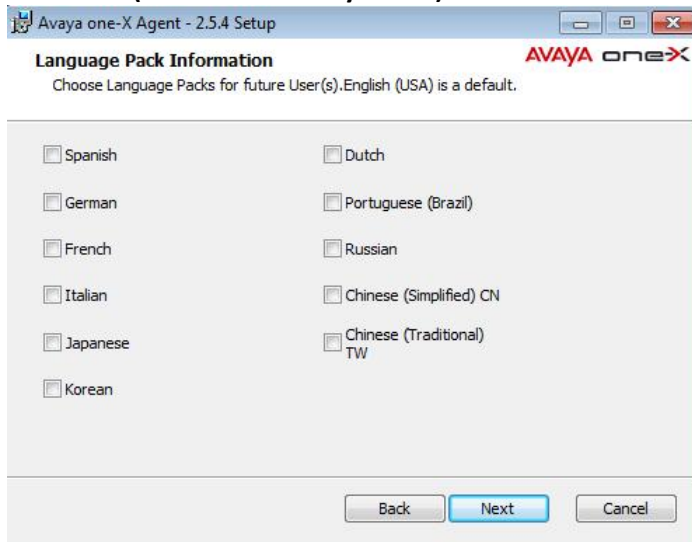 Avaya one-X Agent - 2.5.4 Setup
Language Pack Information
AVAYA one-X
Choose Language Packs for future User(s).English (USA) is a default.
Spanish
Dutch
German
Portuguese (Brazil)
French
Russian
Italian
Chinese (Simplified) CN
Japanese
Chinese (Traditional)
TW
Korean
Back
Next
Cancel